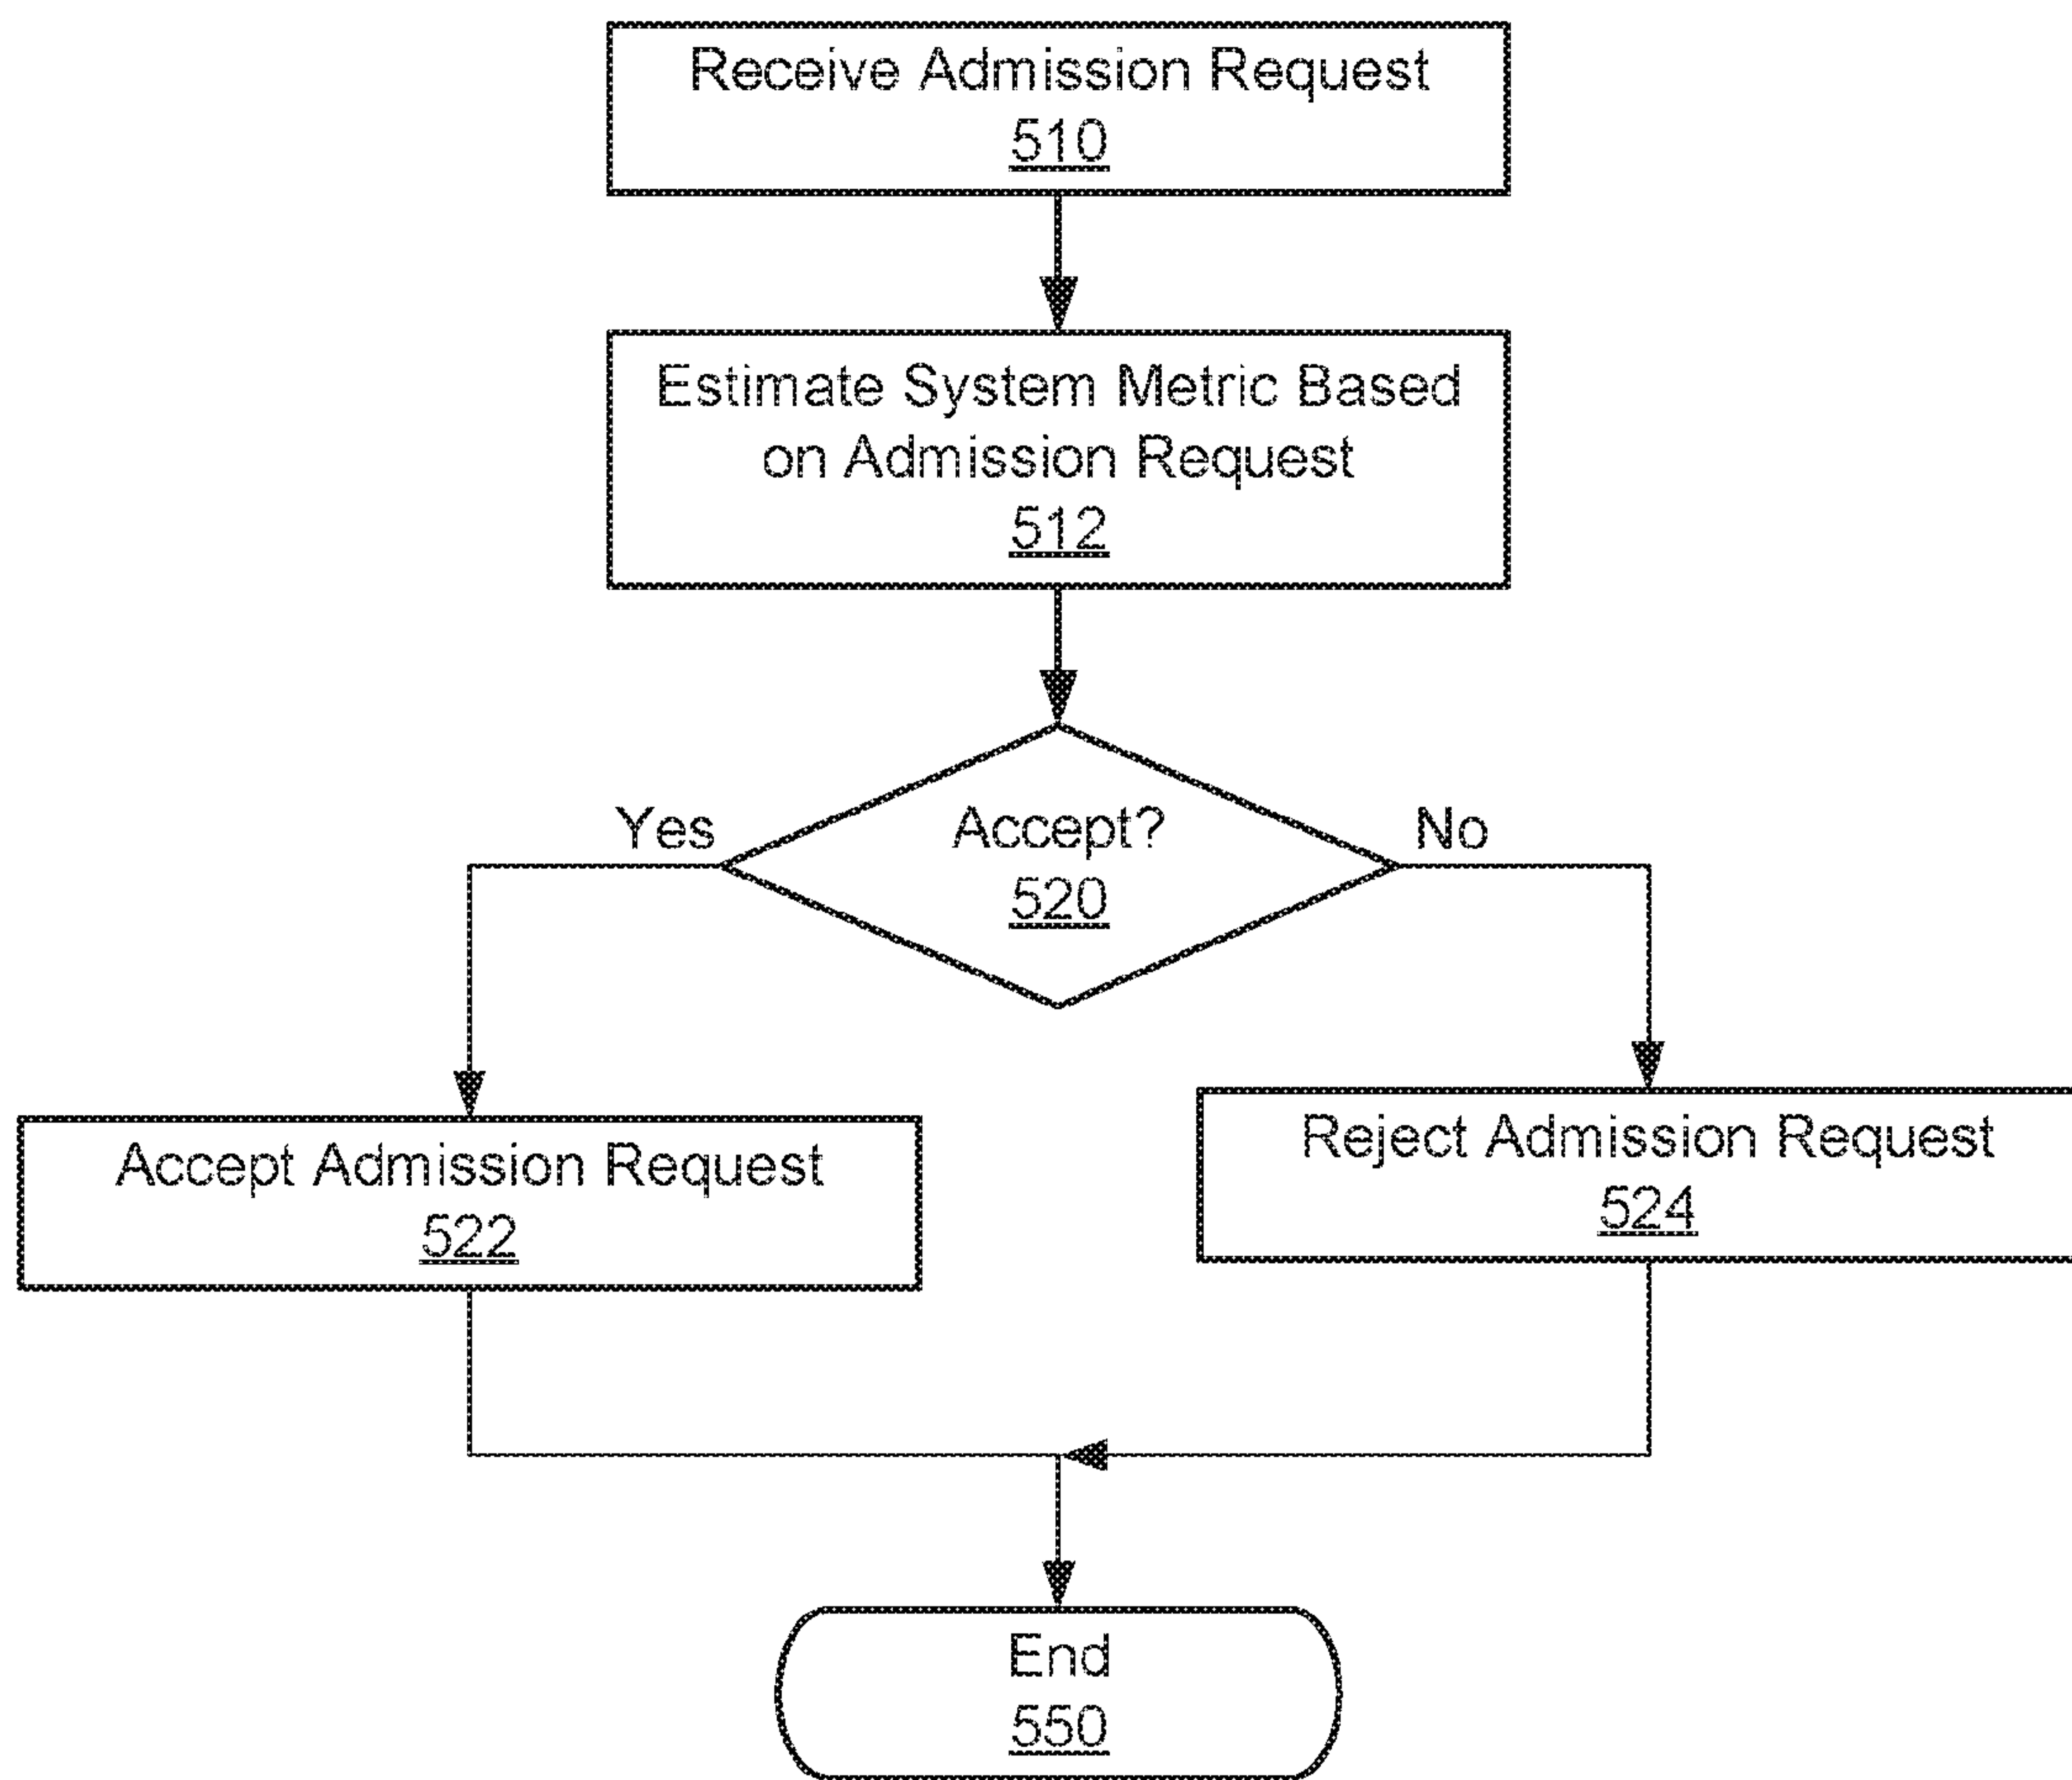 Receive Admission Request
510
Estimate System Metric Based
on Admission Request
512
Yes
Accept?
520
No
Accept Admission Request
522
Reject Admission Request
524
End
550